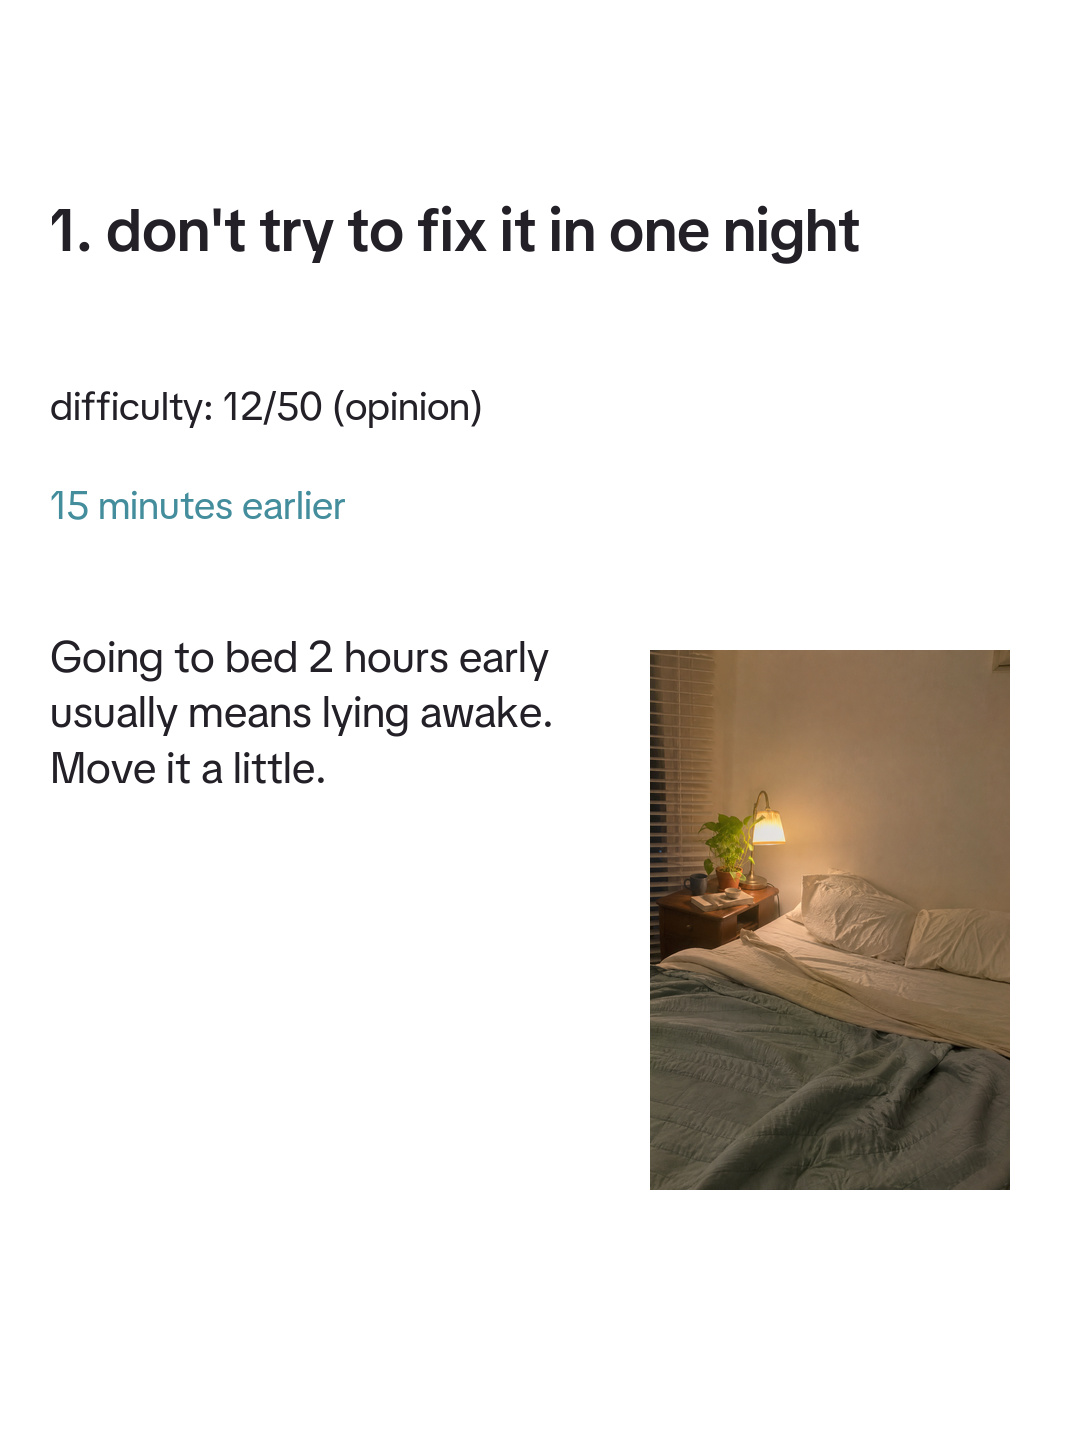 1. don't try to fix it in one night
difficulty: 12/50 (opinion)
15 minutes earlier
Going to bed 2 hours early
usually means lying awake.
Move it a little.